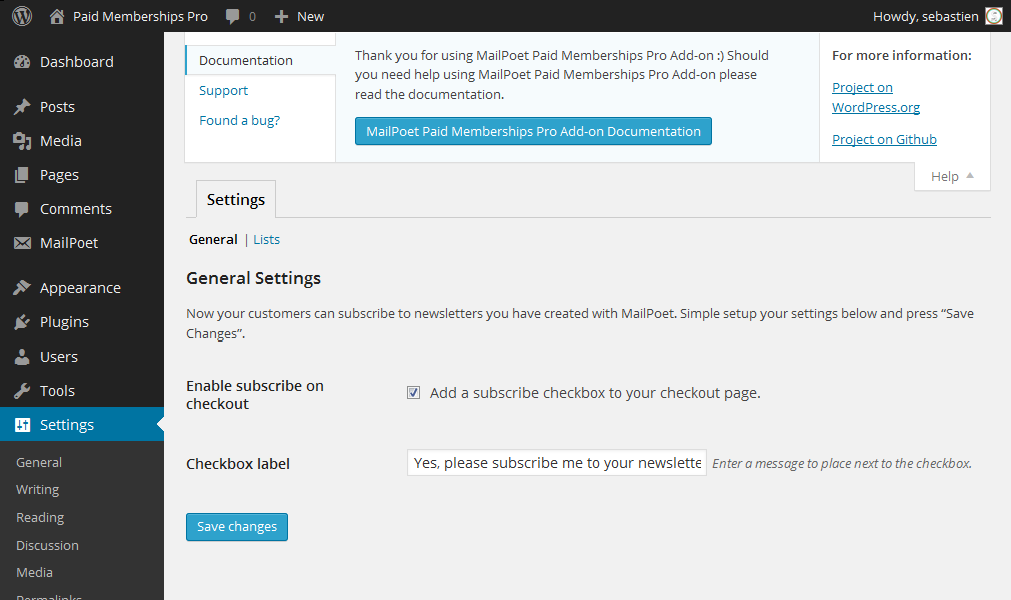 Paid Memberships Pro 0 New Howdy, sebastien
Dashboard
Posts
Media
Pages
Comments
MailPoet
Appearance
Plugins
Users
Tools
Settings
General
Writing
Reading
Discussion
Media
Permalinks
Documentation
Support
Found a bug?
Thank you for using MailPoet Paid Memberships Pro Add-on :) Should
you need help using MailPoet Paid Memberships Pro Add-on please
read the documentation.
MailPoet Paid Memberships Pro Add-on Documentation
For more information:
Project on
WordPress.org
Project on Github
Help
Settings
General | Lists
General Settings
Now your customers can subscribe to newsletters you have created with MailPoet. Simple setup your settings below and press “Save
Changes”.
Enable subscribe on
checkout
Add a subscribe checkbox to your checkout page.
Checkbox label
Yes, please subscribe me to your newslette
Enter a message to place next to the checkbox.
Save changes